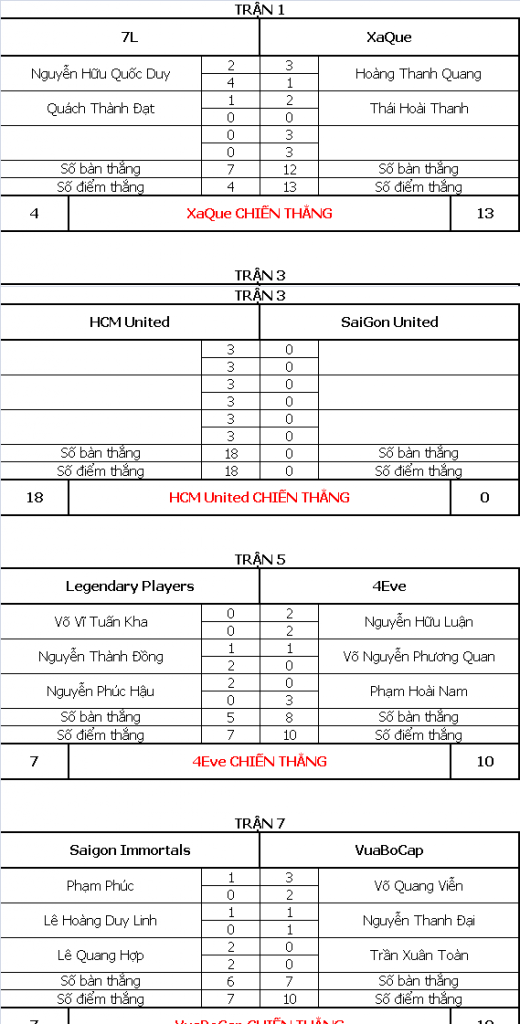 TRẬN 1
7L XaQue
2 3
Nguyễn Hữu Quốc Duy Hoàng Thanh Quang
4 1
1 2
Quách Thành Đạt Thái Hoài Thanh
0 0
0 3
0 3
Số bàn thắng 7 12 Số bàn thắng
Số điểm thắng 4 13 Số điểm thắng
4 XaQue CHIẾN THẮNG 13
TRẬN 3
TRẬN 3
HCM United SaiGon United
3 0
3 0
3 0
3 0
3 0
3 0
Số bàn thắng 18 0 Số bàn thắng
Số điểm thắng 18 0 Số điểm thắng
18 HCM United CHIẾN THẮNG 0
TRẬN 5
Legendary Players 4Eve
0 2
Võ Vĩ Tuấn Kha Nguyễn Hữu Luận
0 2
1 1
Nguyễn Thành Đồng Võ Nguyễn Phương Quan
2 0
2 0
Nguyễn Phúc Hậu Phạm Hoài Nam
0 3
Số bàn thắng 5 8 Số bàn thắng
Số điểm thắng 7 10 Số điểm thắng
7 4Eve CHIẾN THẮNG 10
TRẬN 7
Saigon Immortals VuaBoCap
1 3
Phạm Phúc Võ Quang Viễn
0 2
1 1
Lê Hoàng Duy Linh Nguyễn Thanh Đại
0 1
2 0
Lê Quang Hợp Trần Xuân Toàn
2 0
Số bàn thắng 6 7 Số bàn thắng
Số điểm thắng 7 10 Số điểm thắng
7 VuaBoCap CHIẾN THẮNG 10